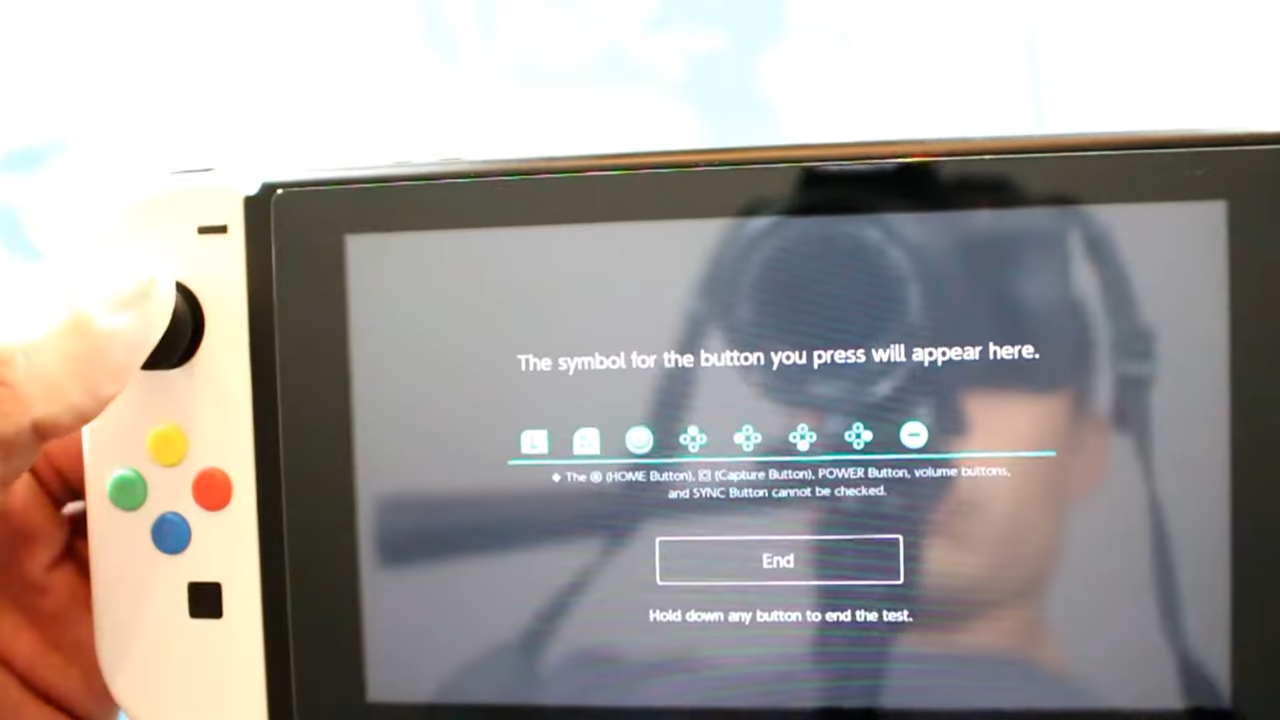 The symbol for the button you press will appear here.
L ZL L
The (HOME Button), (Capture Button), POWER Button, volume buttons,
and SYNC Button cannot be checked.
End
Hold down any button to end the test.